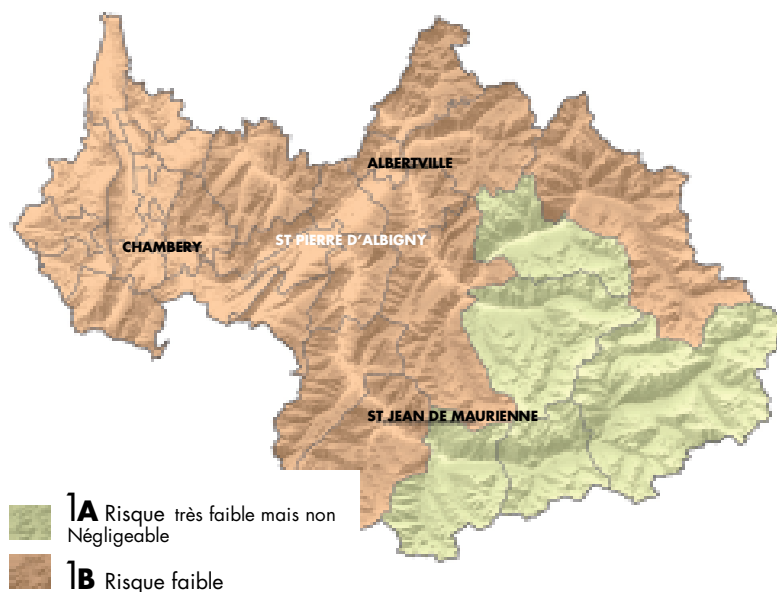 ALBERTVILLE
ST PIERRE D'ALBIGNY
CHAMBERY
ST JEAN DE MAURIENNE
1A Risque très faible mais non
Négligeable
1B Risque faible